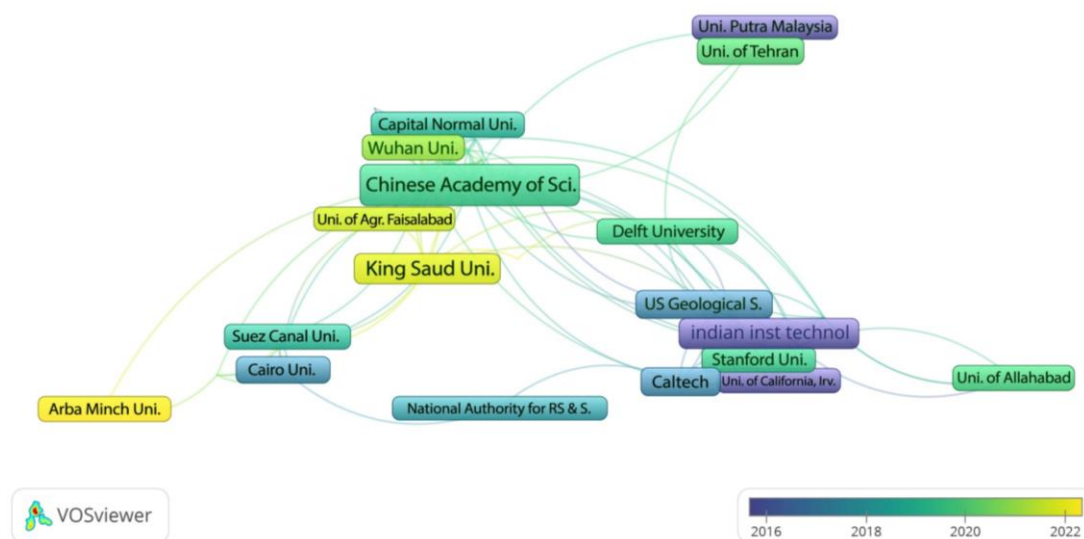 Uni. Putra Malaysia
Uni. of Tehran
Capital Normal Uni.
Wuhan Uni.
Chinese Academy of Sci.
Uni. of Agr. Faisalabad
Delft University
King Saud Uni.
US Geological S.
indian inst technol
Suez Canal Uni.
Stanford Uni.
Cairo Uni.
Caltech
Uni. of California, Irv.
Uni. of Allahabad
Arba Minch Uni.
National Authority for RS & S.
VOSviewer
2016 2018 2020 2022